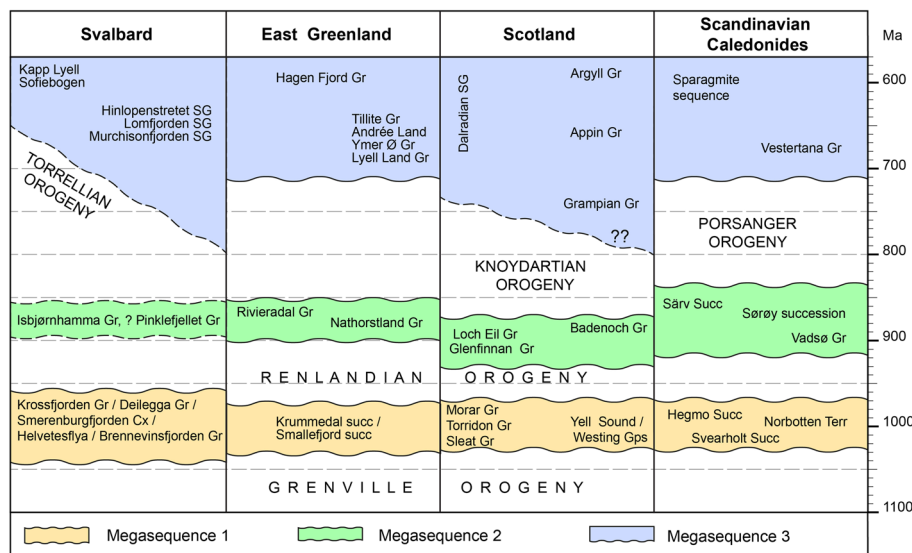 Svalbard
East Greenland
Scotland
Scandinavian
Caledonides
Ma
Kapp Lyell
Sofiebogen
Hinlopenstretet SG
Lomfjorden SG
Murchisonfjorden SG
TORRELLIAN
OROGENY
Isbjørnhamma Gr, ? Pinklefjellet Gr
Krossfjorden Gr / Deilegga Gr /
Smerenburgfjorden Cx /
Helvetesflya / Brennevinsfjorden Gr
Hagen Fjord Gr
Tillite Gr
Andrée Land
Ymer Ø Gr
Lyell Land Gr
Rivieradal Gr
Nathorstland Gr
Krummedal succ /
Smallefjord succ
Dalradian SG
Argyll Gr
Appin Gr
Grampian Gr
??
KNOYDARTIAN
OROGENY
Loch Eil Gr
Glenfinnan Gr
Badenoch Gr
RENLANDIAN OROGENY
Morar Gr
Torridon Gr
Sleat Gr
Yell Sound /
Westing Gps
GRENVILLE OROGENY
Sparagmite
sequence
Vestertana Gr
PORSANGER
OROGENY
Särv Succ
Sørøy succession
Vadsø Gr
Hegmo Succ
Norbotten Terr
Svearholt Succ
600
700
800
900
1000
1100
Megasequence 1
Megasequence 2
Megasequence 3